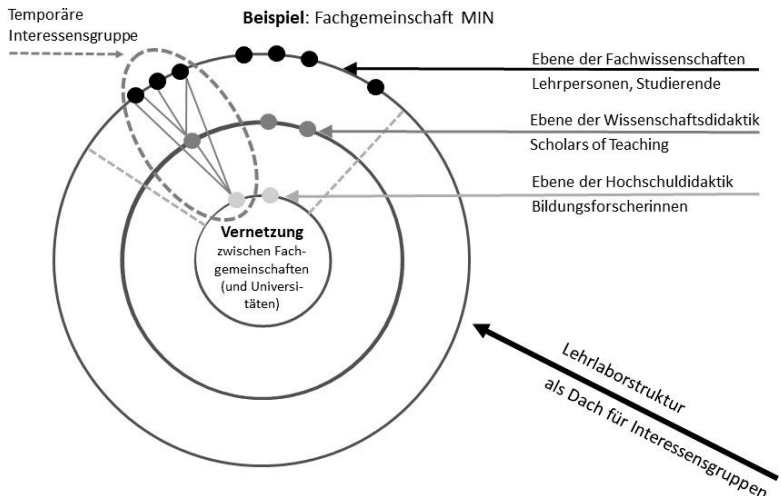 Temporäre
Interessensgruppe
Beispiel: Fachgemeinschaft MIN
Ebene der Fachwissenschaften
Lehrpersonen, Studierende
Ebene der Wissenschaftsdidaktik
Scholars of Teaching
Ebene der Hochschuldidaktik
Bildungsforscherinnen
Vernetzung
zwischen Fach-
gemeinschaften
(und Universi-
täten)
Lehrlaborstruktur
als Dach für Interessengruppen